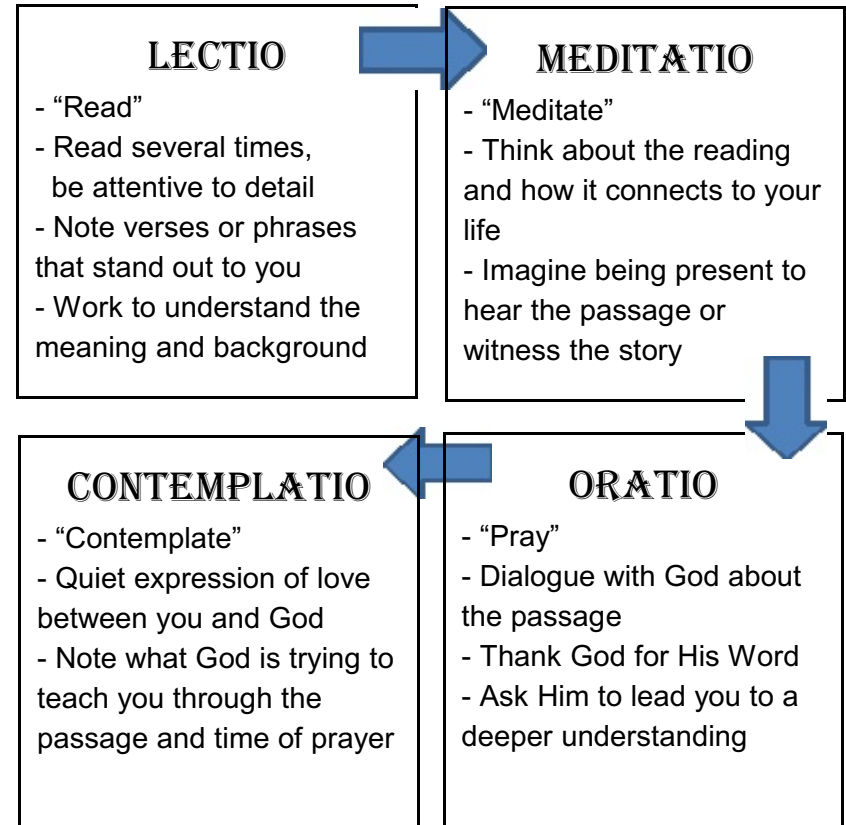 LECTIO
- “Read”
- Read several times,
be attentive to detail
- Note verses or phrases
that stand out to you
- Work to understand the
meaning and background
MEDITATIO
- “Meditate”
- Think about the reading
and how it connects to your
life
- Imagine being present to
hear the passage or
witness the story
ORATIO
- “Pray”
- Dialogue with God about
the passage
- Thank God for His Word
- Ask Him to lead you to a
deeper understanding
CONTEMPLATIO
- “Contemplate”
- Quiet expression of love
between you and God
- Note what God is trying to
teach you through the
passage and time of prayer